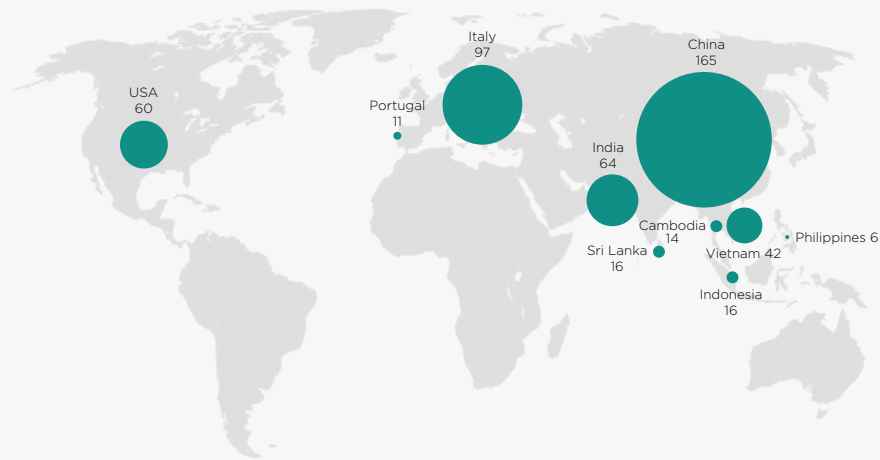 Italy
97
China
165
USA
60
Portugal
11
India
64
Cambodia
14
Philippines 6
Sri Lanka
16
Vietnam 42
Indonesia
16